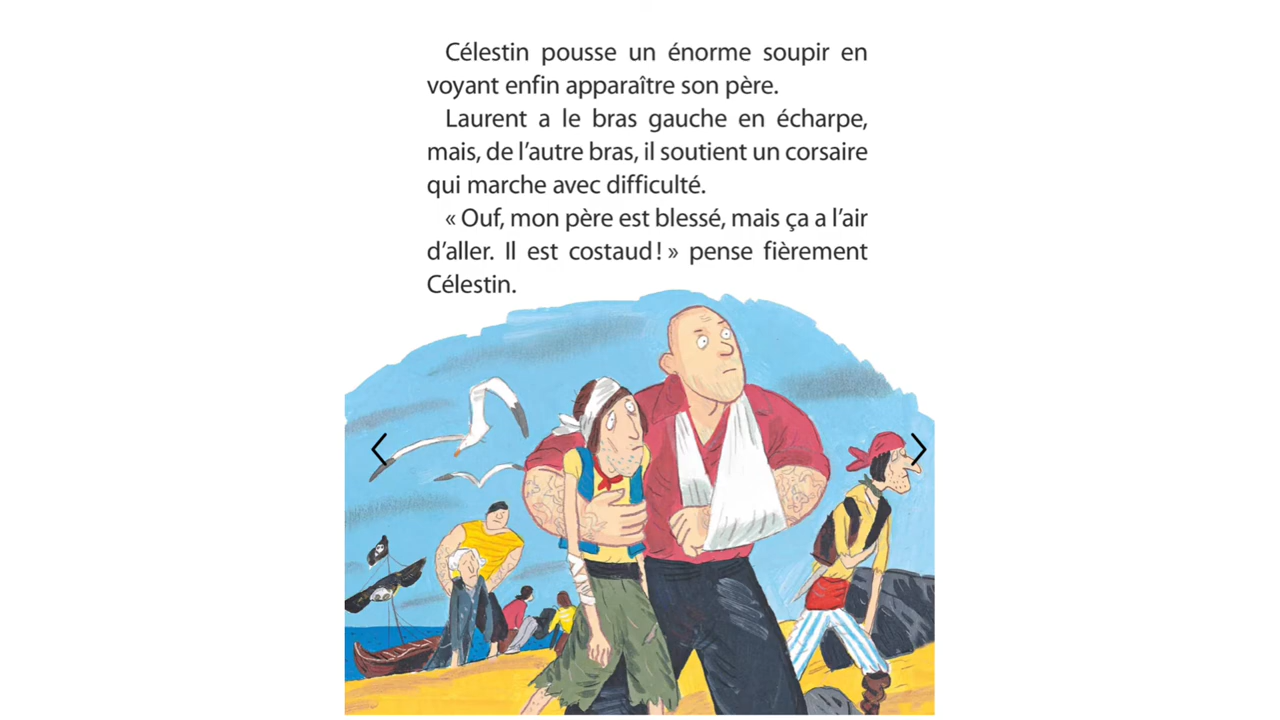 Célestin pousse un énorme soupir en
voyant enfin apparaître son père.
Laurent a le bras gauche en écharpe,
mais, de l’autre bras, il soutient un corsaire
qui marche avec difficulté.
« Ouf, mon père est blessé, mais ça a l’air
d’aller. Il est costaud ! » pense fièrement
Célestin.